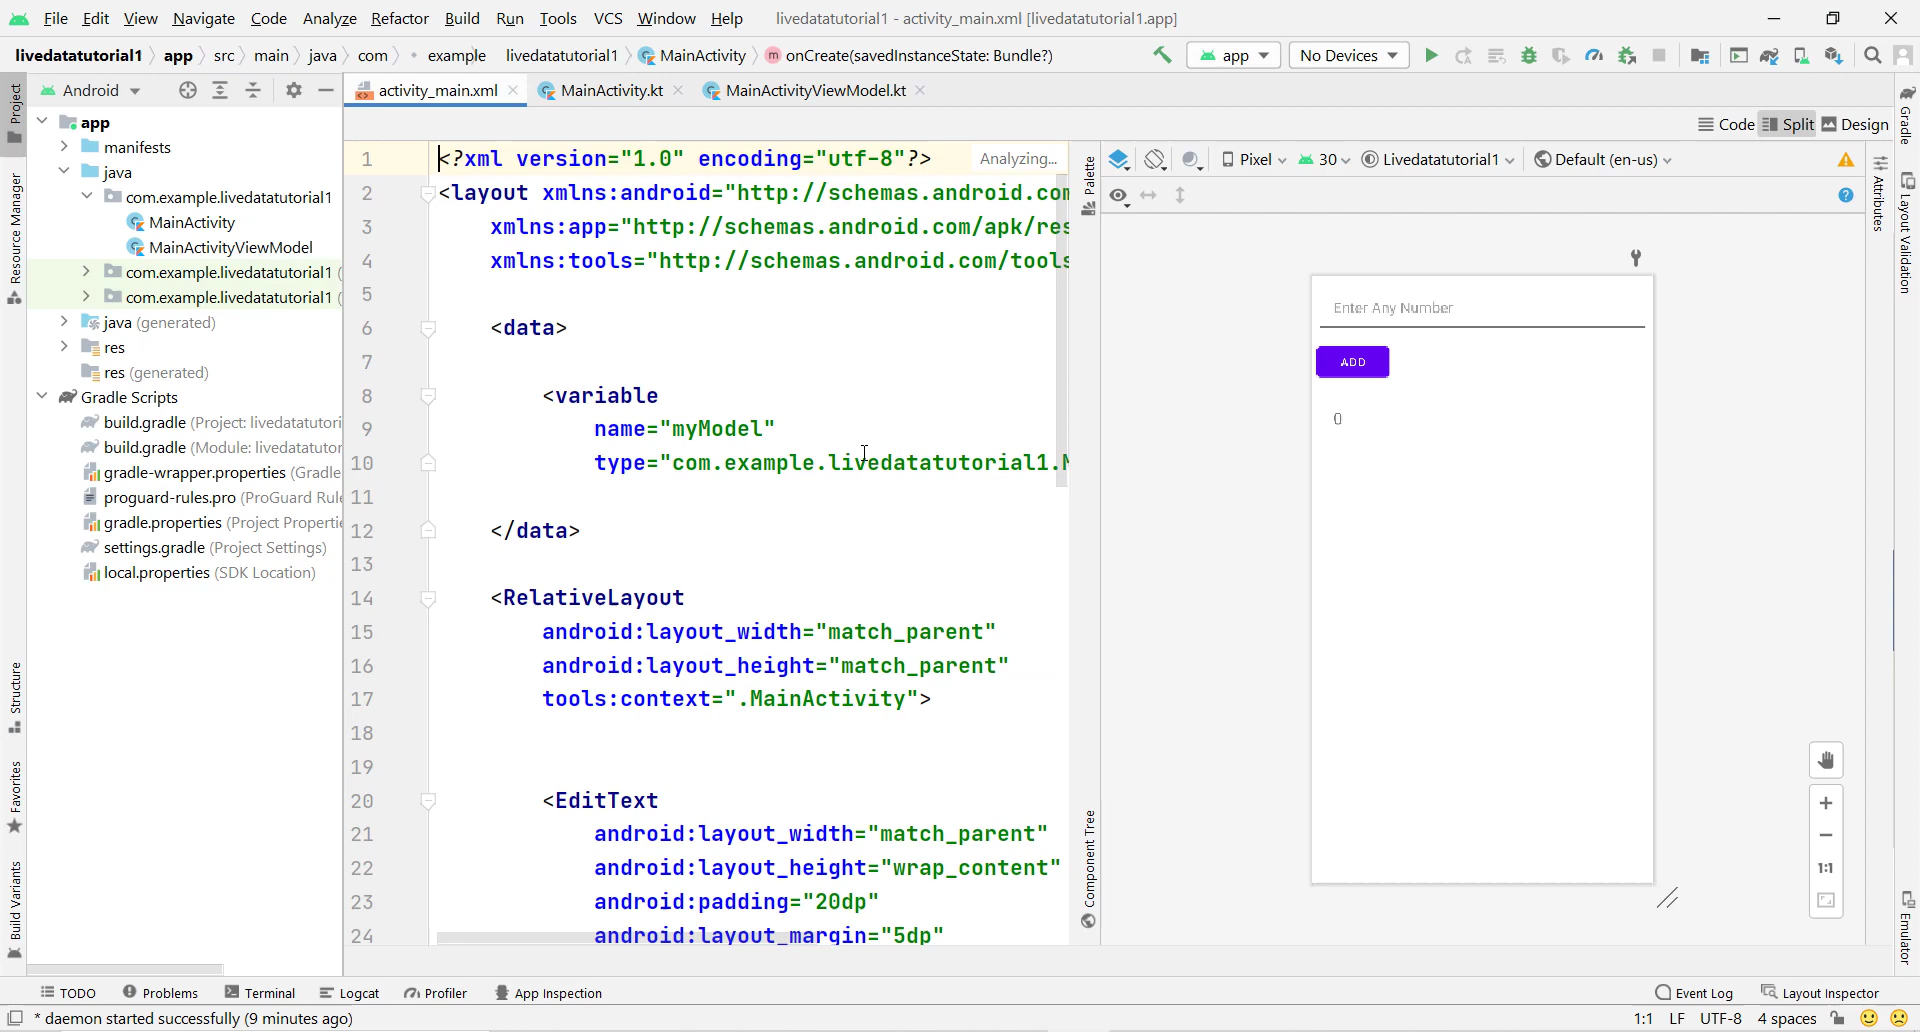 File Edit View Navigate Code Analyze Refactor Build Run Tools VCS Window Help livedatatutorial1 - activity_main.xml [livedatatutorial1.app]
livedatatutorial1 app src main java com example livedatatutorial1 MainActivity onCreate(savedInstanceState: Bundle?) app No Devices
Android activity_main.xml MainActivity.kt MainActivityViewModel.kt
Code Split Design
Project
Resource Manager
Structure
Favorites
Build Variants
app
manifests
java
com.example.livedatatutorial1
MainActivity
MainActivityViewModel
com.example.livedatatutorial1 (
com.example.livedatatutorial1 (
java (generated)
res
res (generated)
Gradle Scripts
build.gradle (Project: livedatatutori
build.gradle (Module: livedatatutor
gradle-wrapper.properties (Gradle
proguard-rules.pro (ProGuard Rul
gradle.properties (Project Properti
settings.gradle (Project Settings)
local.properties (SDK Location)
1 <?xml version="1.0" encoding="utf-8"?> Analyzing...
2 <layout xmlns:android="http://schemas.android.com
3 xmlns:app="http://schemas.android.com/apk/res
4 xmlns:tools="http://schemas.android.com/tools
5
6 <data>
7
8 <variable
9 name="myModel"
10 type="com.example.livedatatutorial1.M
11
12 </data>
13
14 <RelativeLayout
15 android:layout_width="match_parent"
16 android:layout_height="match_parent"
17 tools:context=".MainActivity">
18
19
20 <EditText
21 android:layout_width="match_parent"
22 android:layout_height="wrap_content"
23 android:padding="20dp"
24 android:layout_margin="5dp"
Palette
Component Tree
Pixel 30 Livedatatutorial1 Default (en-us)
Enter Any Number
ADD
0
1:1
Attributes
Gradle
Layout Validation
Emulator
TODO Problems Terminal Logcat Profiler App Inspection Event Log Layout Inspector
* daemon started successfully (9 minutes ago) 1:1 LF UTF-8 4 spaces